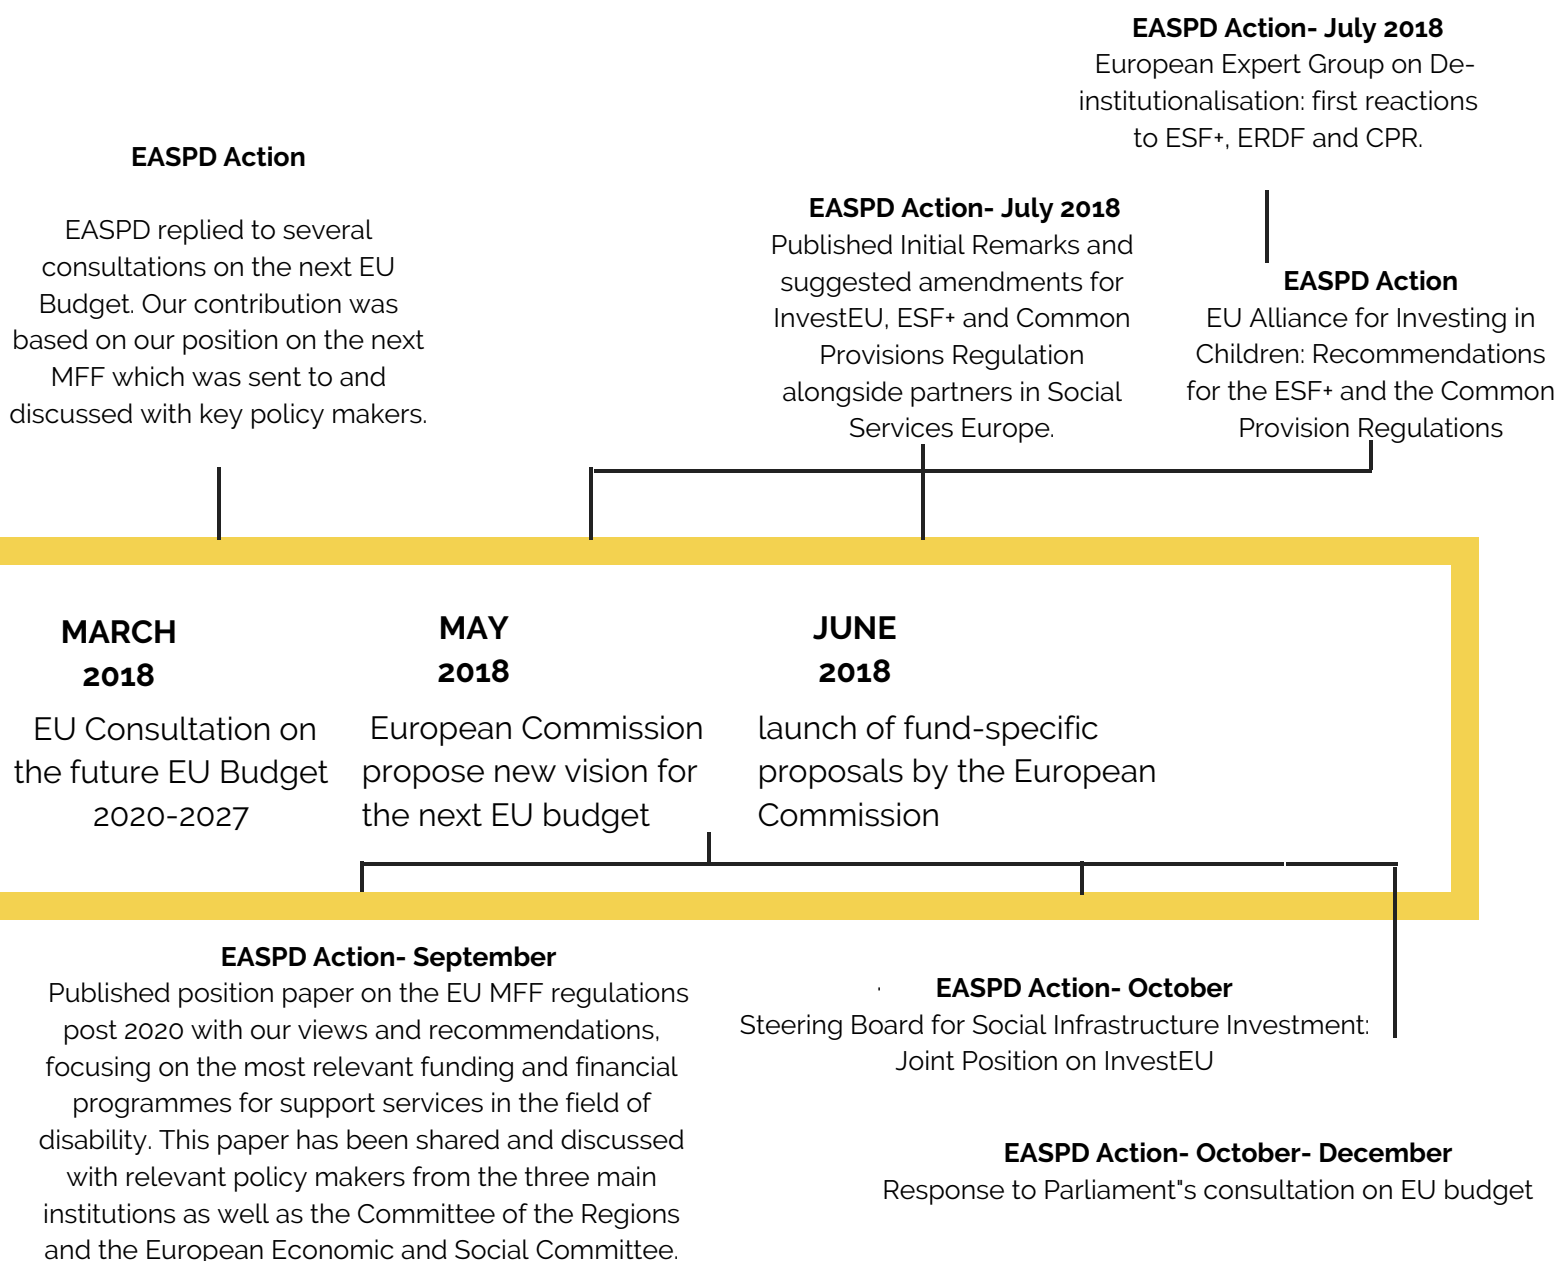 EASPD Action- July 2018
European Expert Group on De-
institutionalisation: first reactions
to ESF+, ERDF and CPR.
EASPD Action
EASPD replied to several
consultations on the next EU
Budget. Our contribution was
based on our position on the next
MFF which was sent to and
discussed with key policy makers.
EASPD Action- July 2018
Published Initial Remarks and
suggested amendments for
InvestEU, ESF+ and Common
Provisions Regulation
alongside partners in Social
Services Europe.
EASPD Action
EU Alliance for Investing in
Children: Recommendations
for the ESF+ and the Common
Provision Regulations
MARCH
2018
EU Consultation on
the future EU Budget
2020-2027
MAY
2018
European Commission
propose new vision for
the next EU budget
JUNE
2018
launch of fund-specific
proposals by the European
Commission
EASPD Action- September
Published position paper on the EU MFF regulations
post 2020 with our views and recommendations,
focusing on the most relevant funding and financial
programmes for support services in the field of
disability. This paper has been shared and discussed
with relevant policy makers from the three main
institutions as well as the Committee of the Regions
and the European Economic and Social Committee.
EASPD Action- October
Steering Board for Social Infrastructure Investment:
Joint Position on InvestEU
EASPD Action- October- December
Response to Parliament"s consultation on EU budget